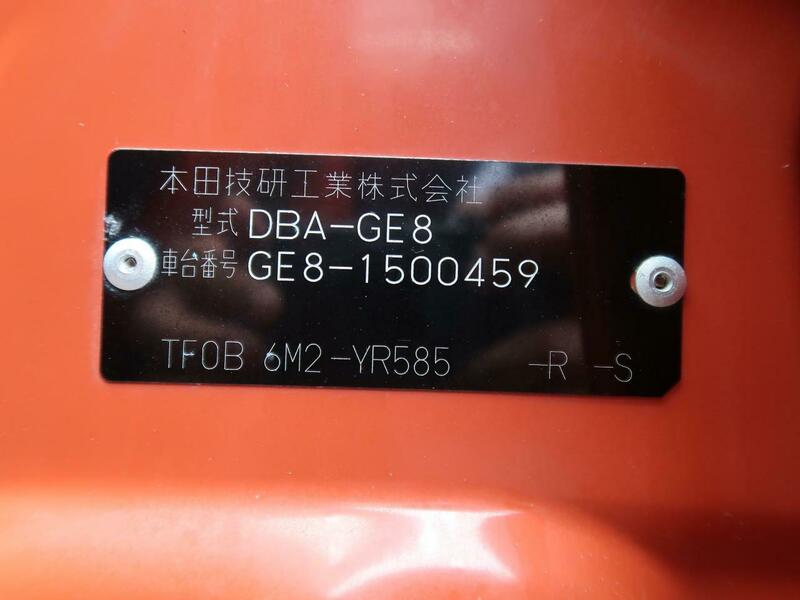 本田技研工業株式会社
型式 DBA-GE8
車台番号 GE8-1500459
TF0B 6M2-YR585 -R -S